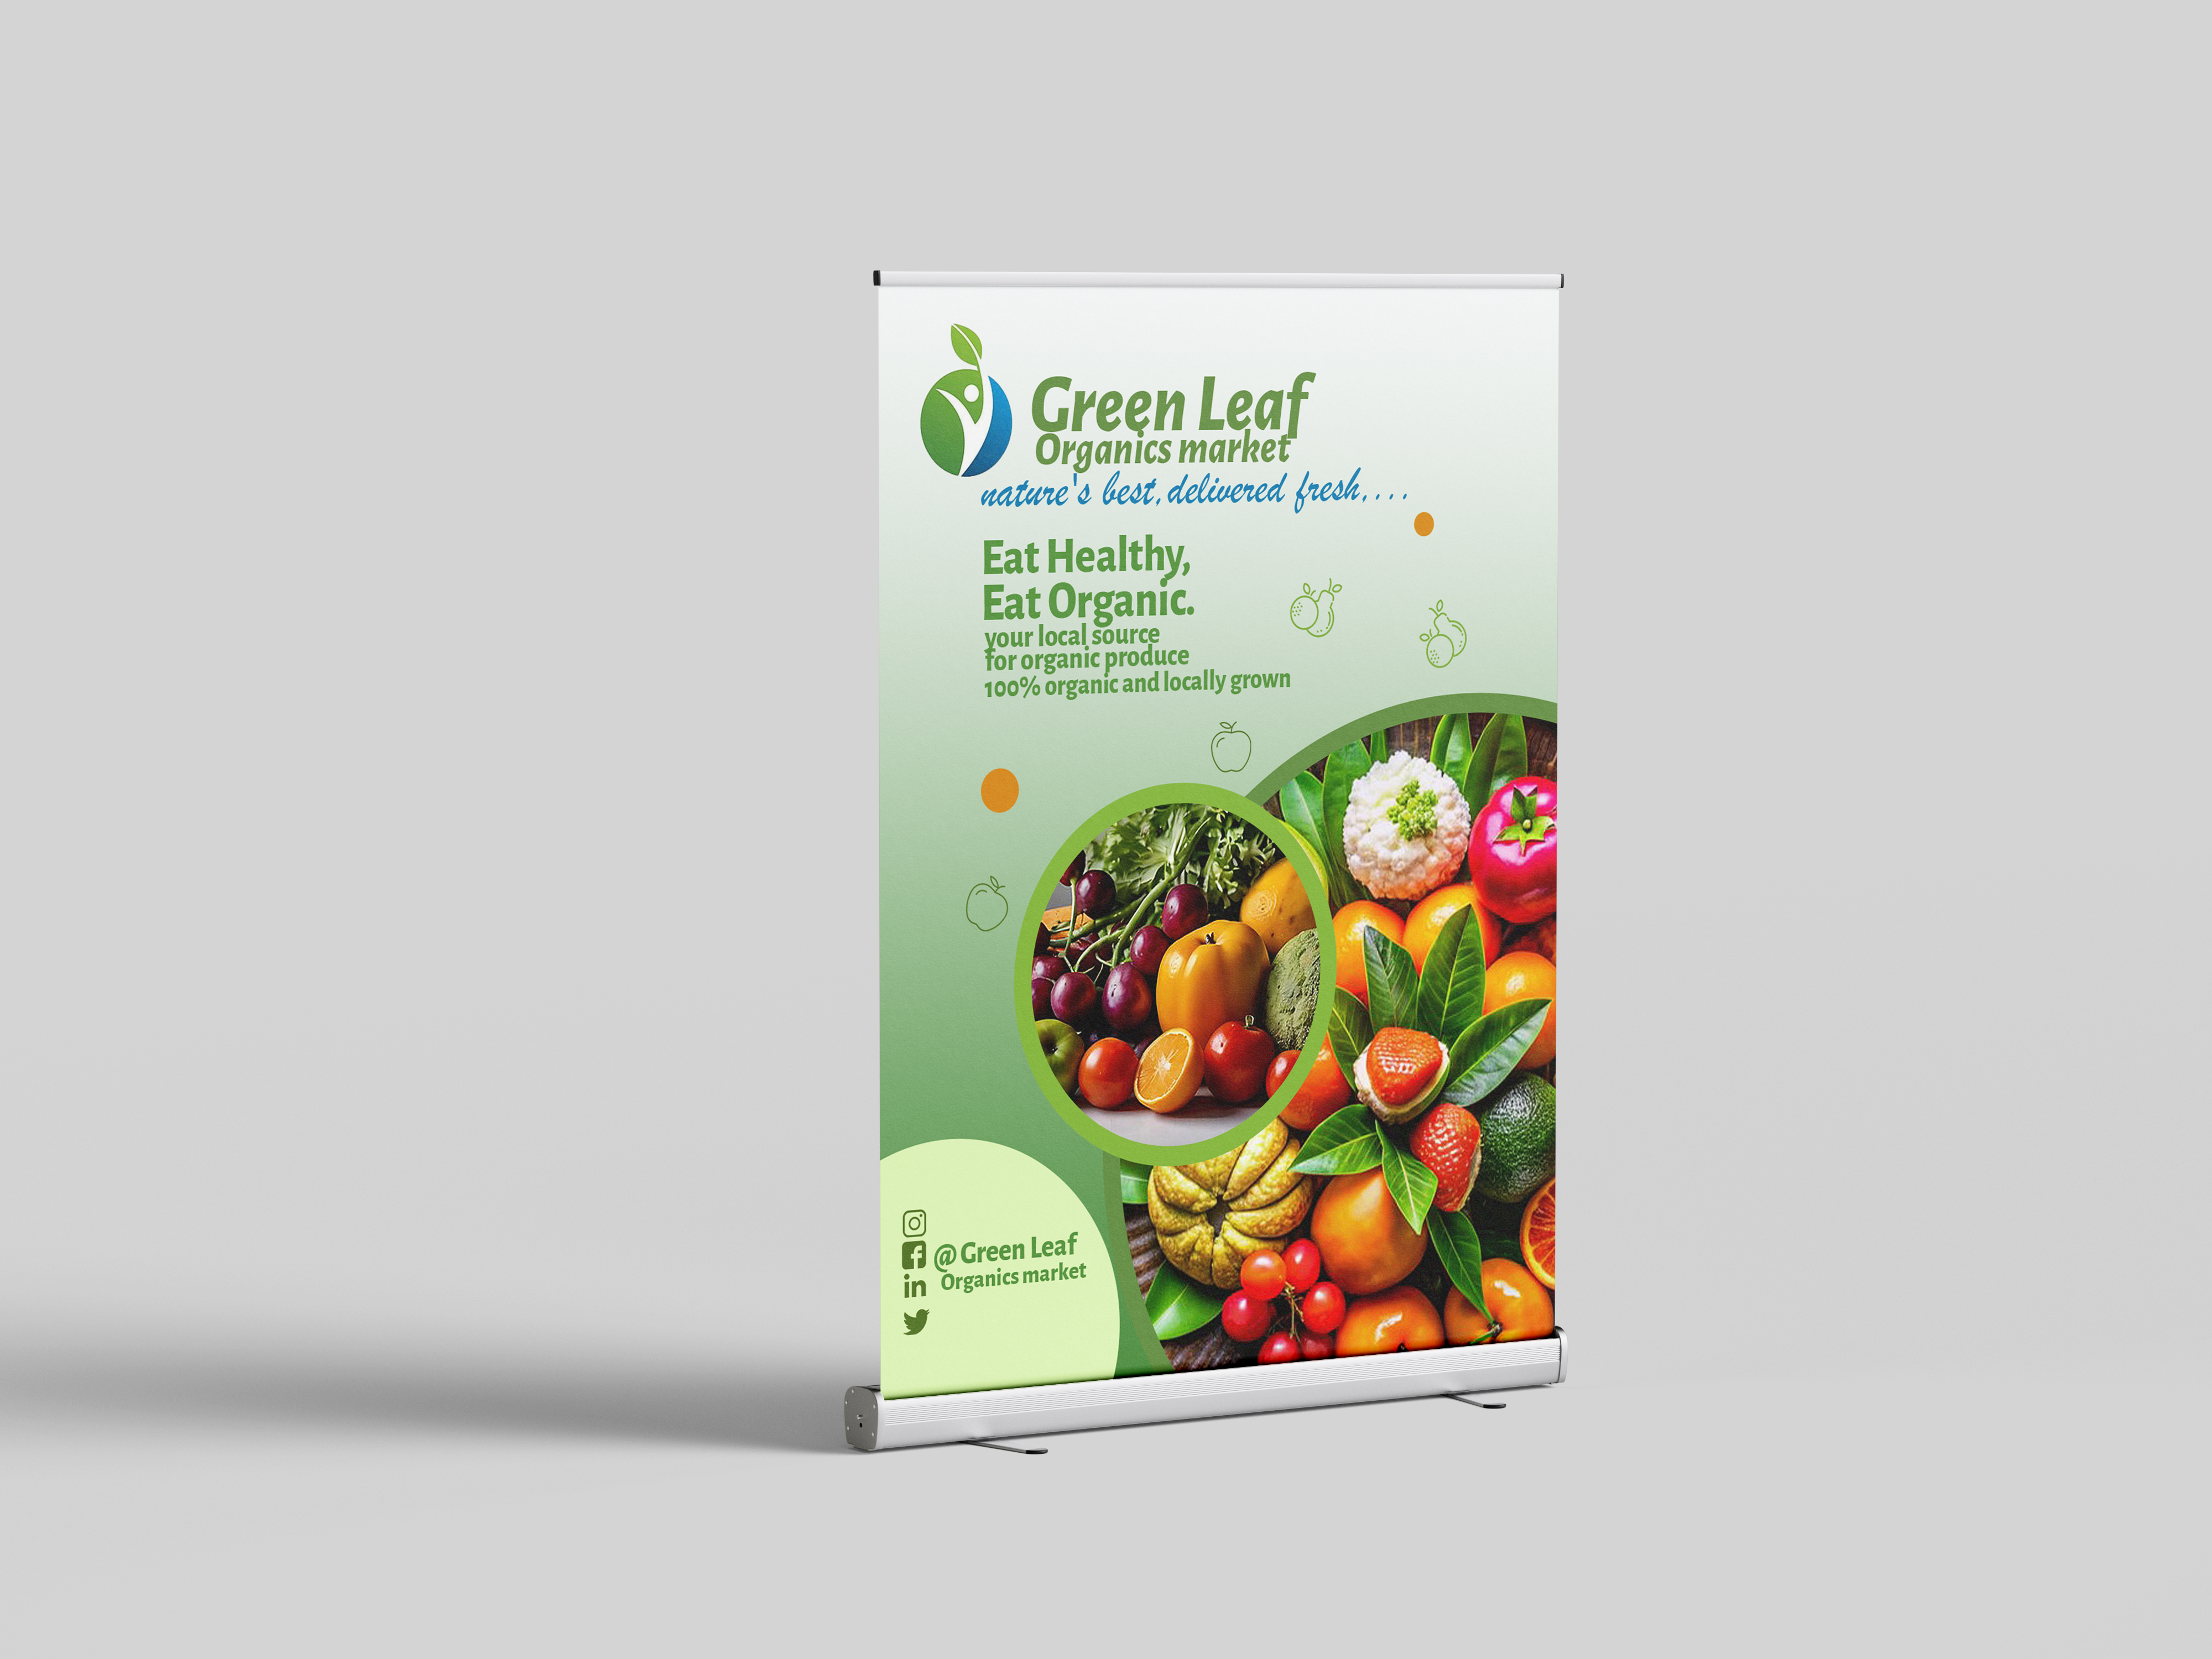 Green Leaf
Organics market
nature's best, delivered fresh....
Eat Healthy,
Eat Organic.
your local source
for organic produce
100% organic and locally grown
@Green Leaf
in Organics market